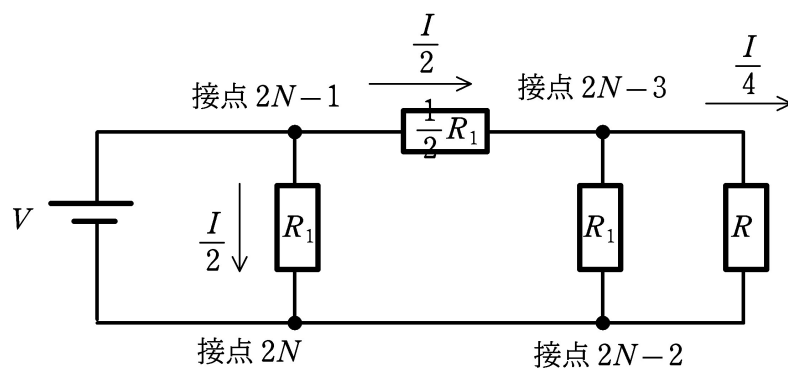 I/2
I/4
接点 2N−1
接点 2N−3
1/2 R₁
V
I/2
R₁
R₁
R
接点 2N
接点 2N−2